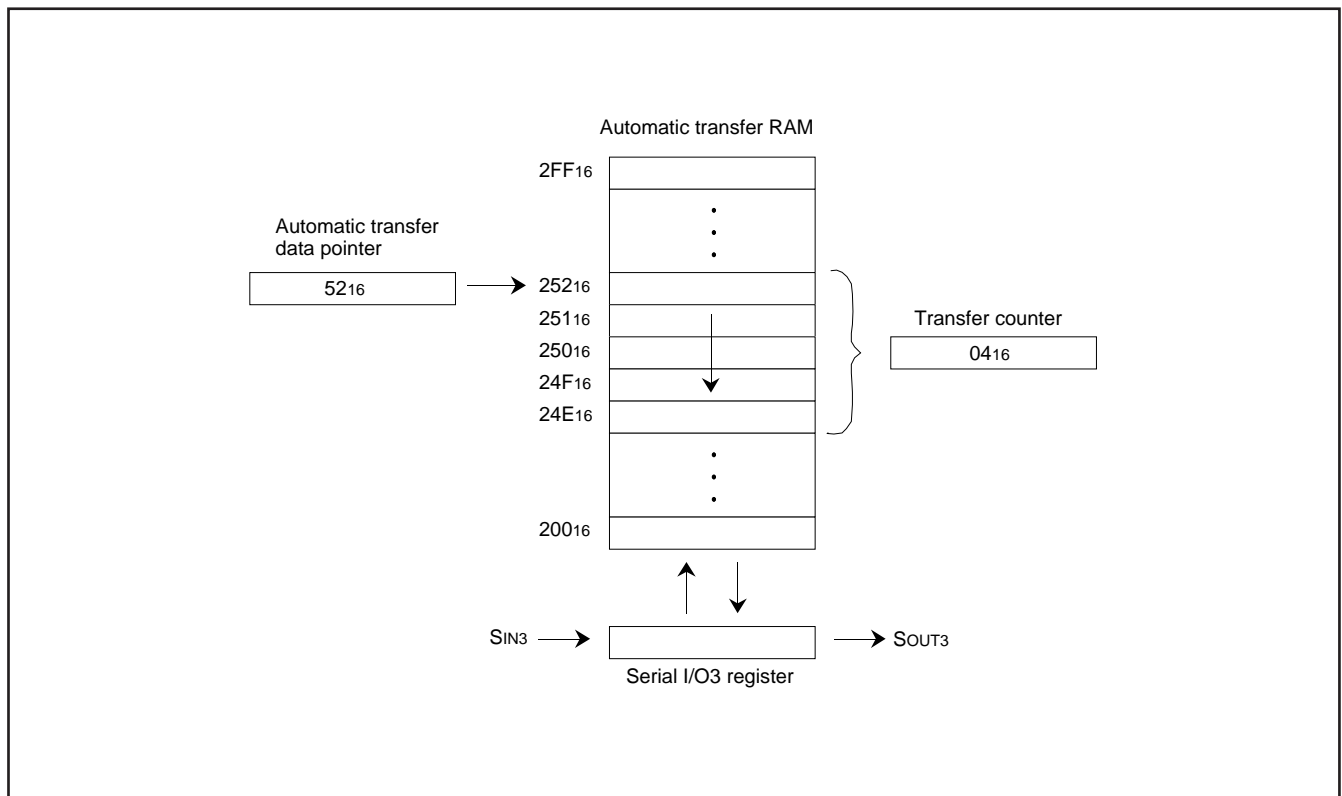 Automatic transfer RAM
2FF16
Automatic transfer
data pointer
5216
25216
25116
25016
24F16
24E16
Transfer counter
0416
20016
SIN3
SOUT3
Serial I/O3 register